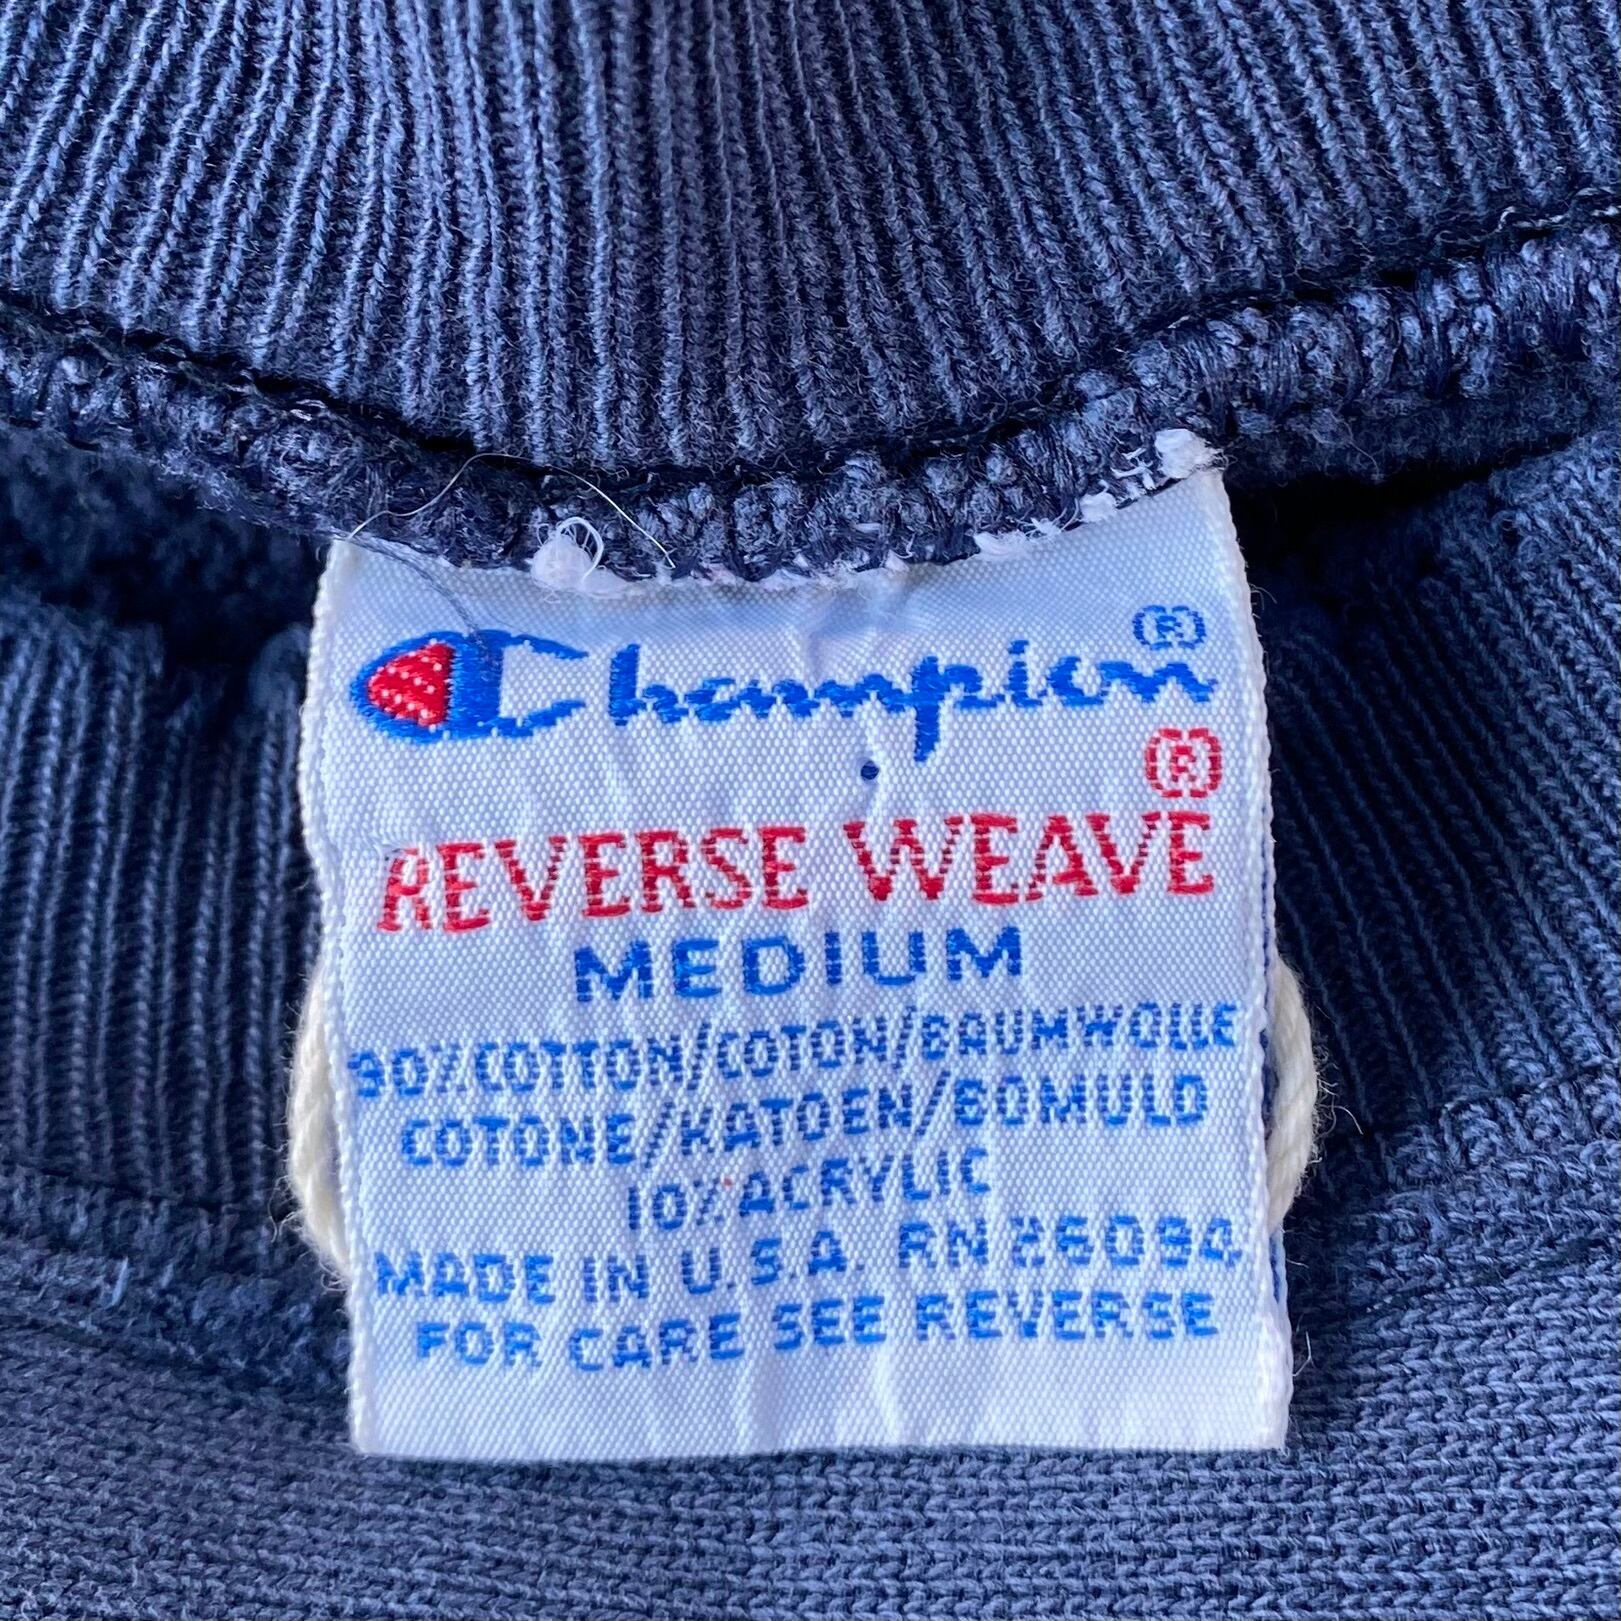 Champion®
®
REVERSE WEAVE
MEDIUM
90%COTTON/COTON/BAUMWOLLE
COTONE/KATOEN/BOMULD
10%ACRYLIC
MADE IN U.S.A. RN 26094
FOR CARE SEE REVERSE